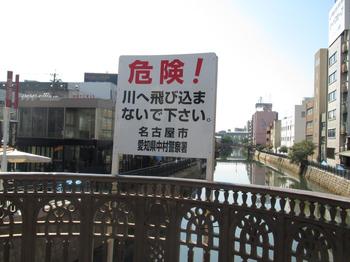 危険！
川へ飛び込ま
ないで下さい。
名古屋市
愛知県中村警察署